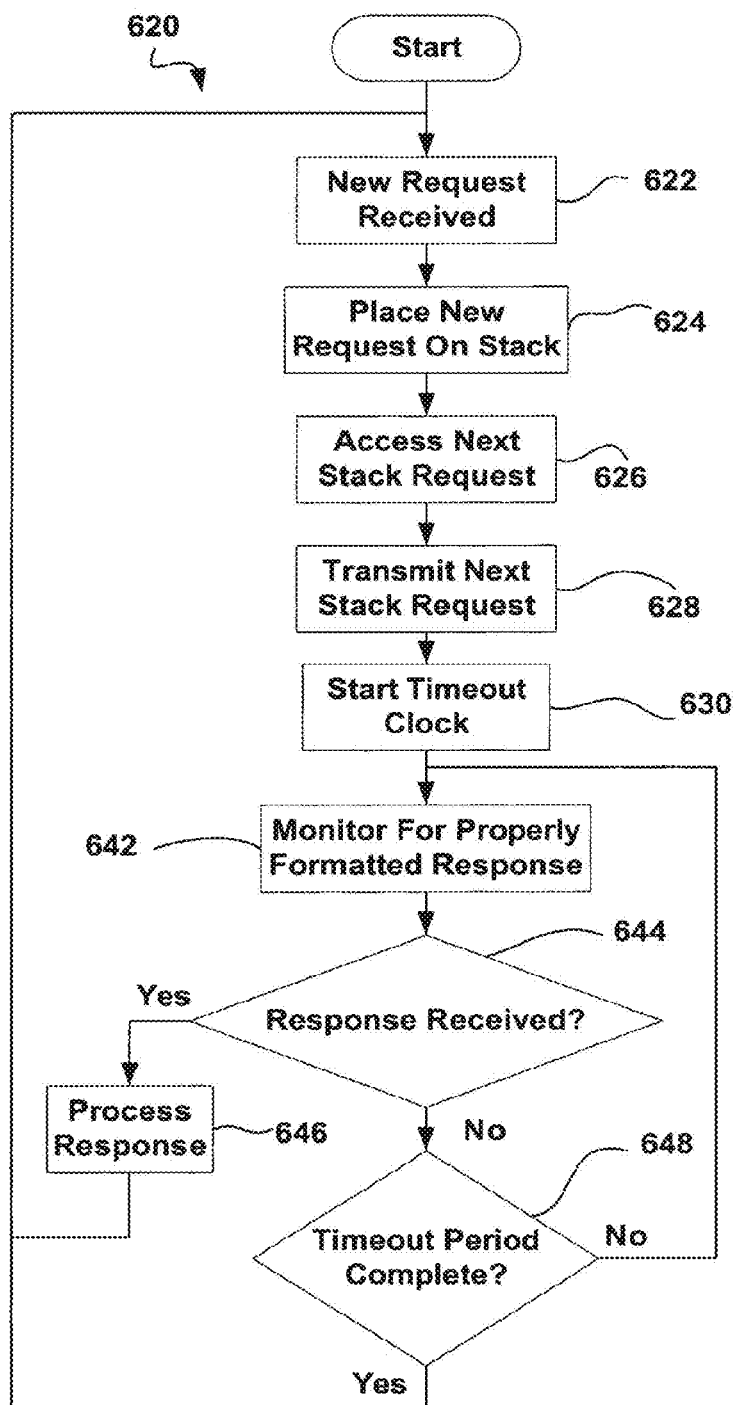 620
Start
New Request
Received
622
Place New
Request On Stack
624
Access Next
Stack Request
626
Transmit Next
Stack Request
628
Start Timeout
Clock
630
642
Monitor For Properly
Formatted Response
644
Yes
Response Received?
Process
Response
646
No
648
Timeout Period
Complete?
No
Yes